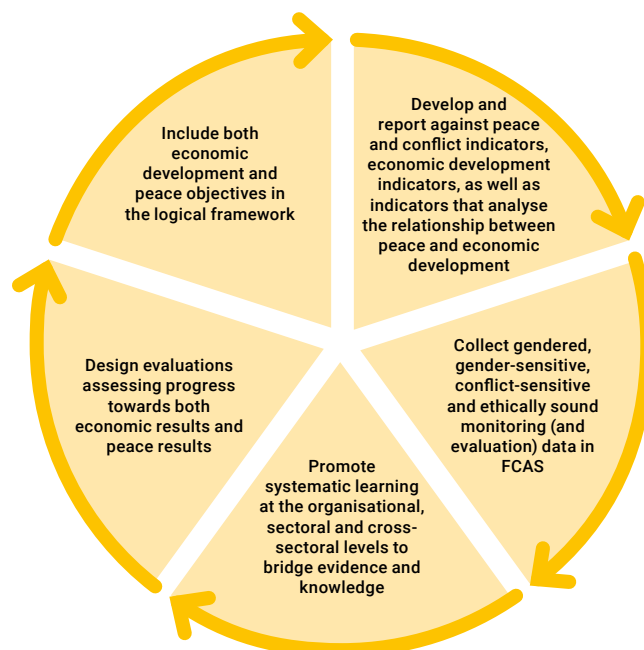 Include both
economic
development and
peace objectives in
the logical framework
Develop and
report against peace
and conflict indicators,
economic development
indicators, as well as
indicators that analyse
the relationship between
peace and economic
development
Collect gendered,
gender-sensitive,
conflict-sensitive
and ethically sound
monitoring (and
evaluation) data in
FCAS
Promote
systematic learning
at the organisational,
sectoral and cross-
sectoral levels to
bridge evidence and
knowledge
Design evaluations
assessing progress
towards both
economic results and
peace results